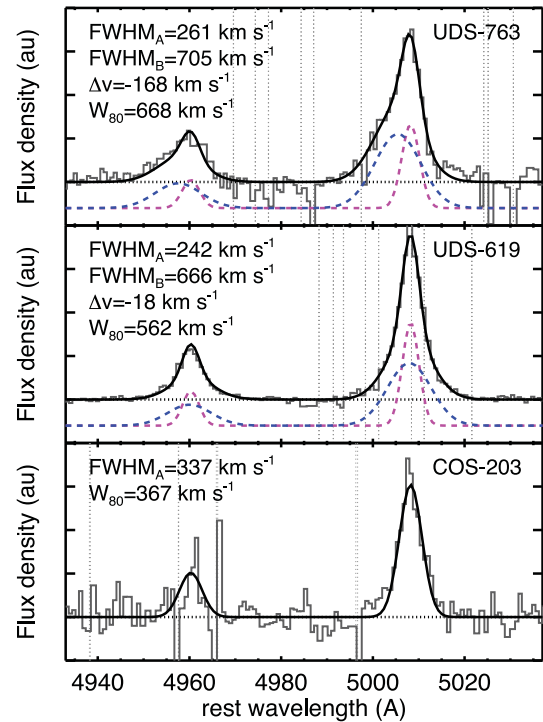 FWHM_A=261 km s⁻¹
FWHM_B=705 km s⁻¹
Δv=-168 km s⁻¹
W₈₀=668 km s⁻¹
UDS-763
Flux density (au)
FWHM_A=242 km s⁻¹
FWHM_B=666 km s⁻¹
Δv=-18 km s⁻¹
W₈₀=562 km s⁻¹
UDS-619
Flux density (au)
FWHM_A=337 km s⁻¹
W₈₀=367 km s⁻¹
COS-203
Flux density (au)
4940 4960 4980 5000 5020
rest wavelength (A)